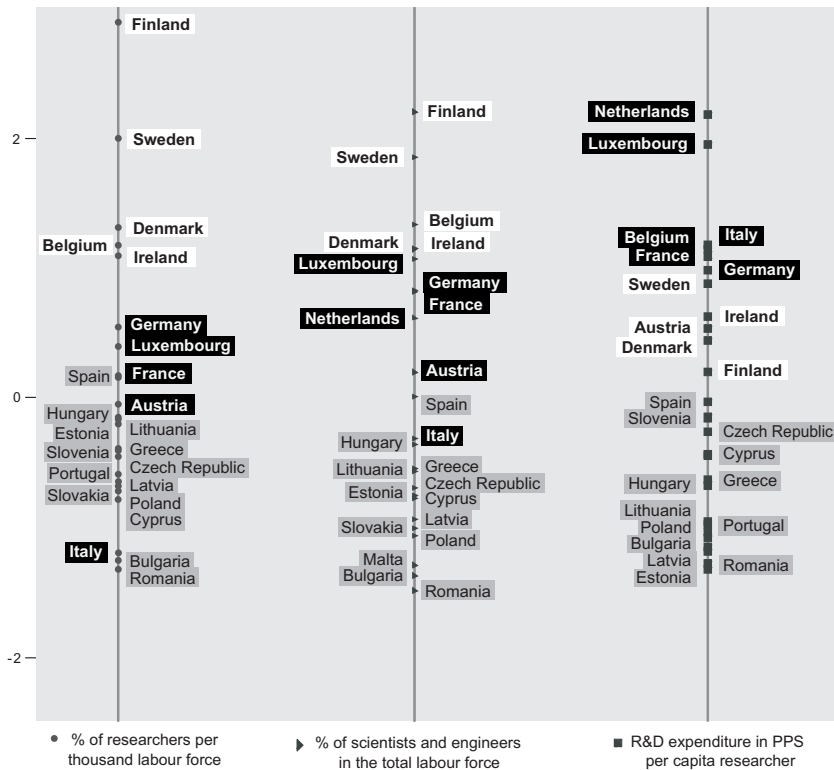 Finland
Sweden
Denmark
Belgium
Ireland
Germany
Luxembourg
Spain
France
Austria
Hungary
Lithuania
Estonia
Greece
Slovenia
Czech Republic
Portugal
Latvia
Slovakia
Poland
Cyprus
Italy
Bulgaria
Romania
Finland
Sweden
Belgium
Denmark
Ireland
Luxembourg
Germany
France
Netherlands
Austria
Spain
Italy
Hungary
Greece
Lithuania
Czech Republic
Estonia
Cyprus
Latvia
Slovakia
Poland
Malta
Bulgaria
Romania
Netherlands
Luxembourg
Italy
Belgium
France
Germany
Sweden
Ireland
Austria
Denmark
Finland
Spain
Slovenia
Czech Republic
Cyprus
Greece
Hungary
Lithuania
Portugal
Poland
Bulgaria
Latvia
Romania
Estonia
2
0
-2
% of researchers per
thousand labour force
% of scientists and engineers
in the total labour force
R&D expenditure in PPS
per capita researcher